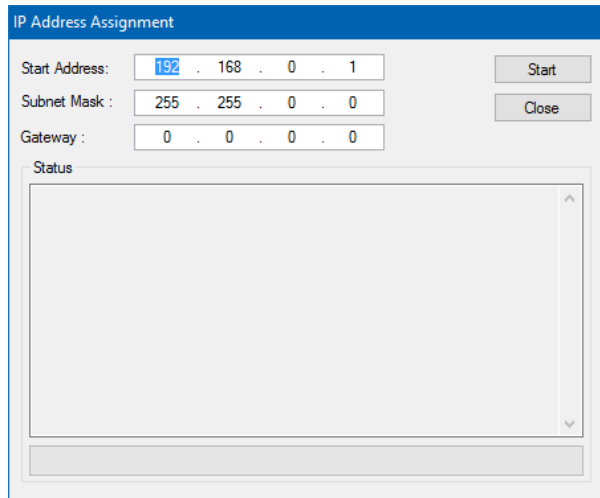 IP Address Assignment
Start Address: 192 . 168 . 0 . 1 Start
Subnet Mask : 255 . 255 . 0 . 0 Close
Gateway : 0 . 0 . 0 . 0
Status